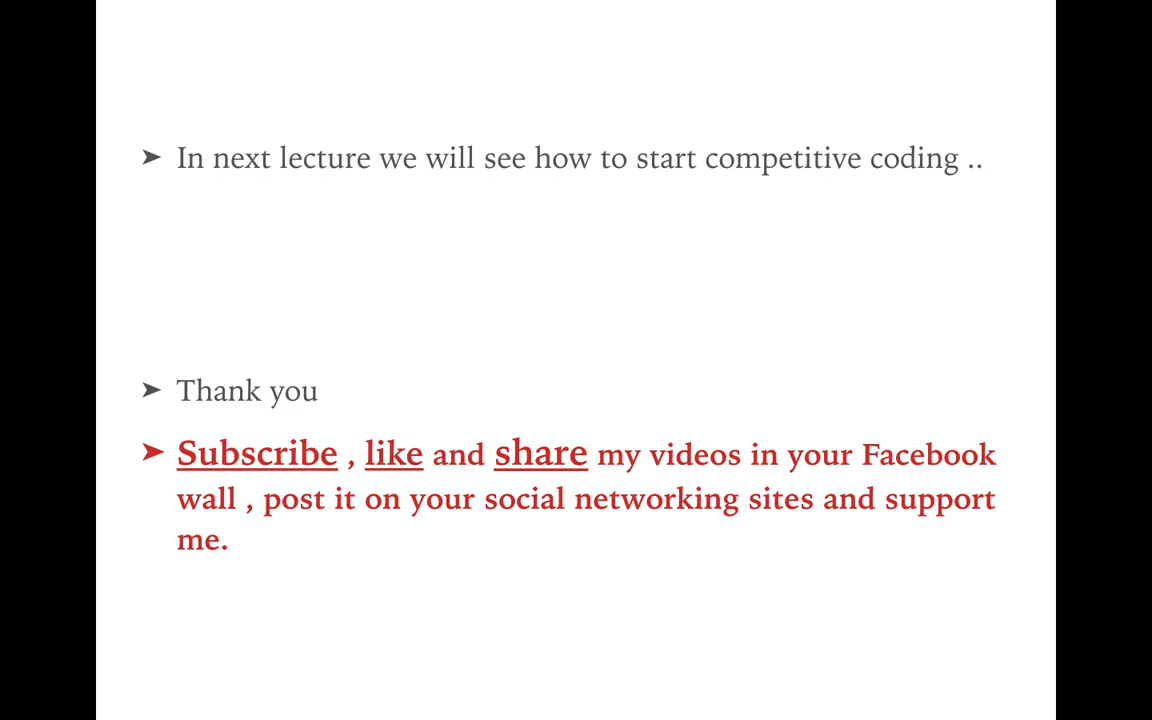 ➤ In next lecture we will see how to start competitive coding ..
➤ Thank you
➤ Subscribe , like and share my videos in your Facebook
wall , post it on your social networking sites and support
me.